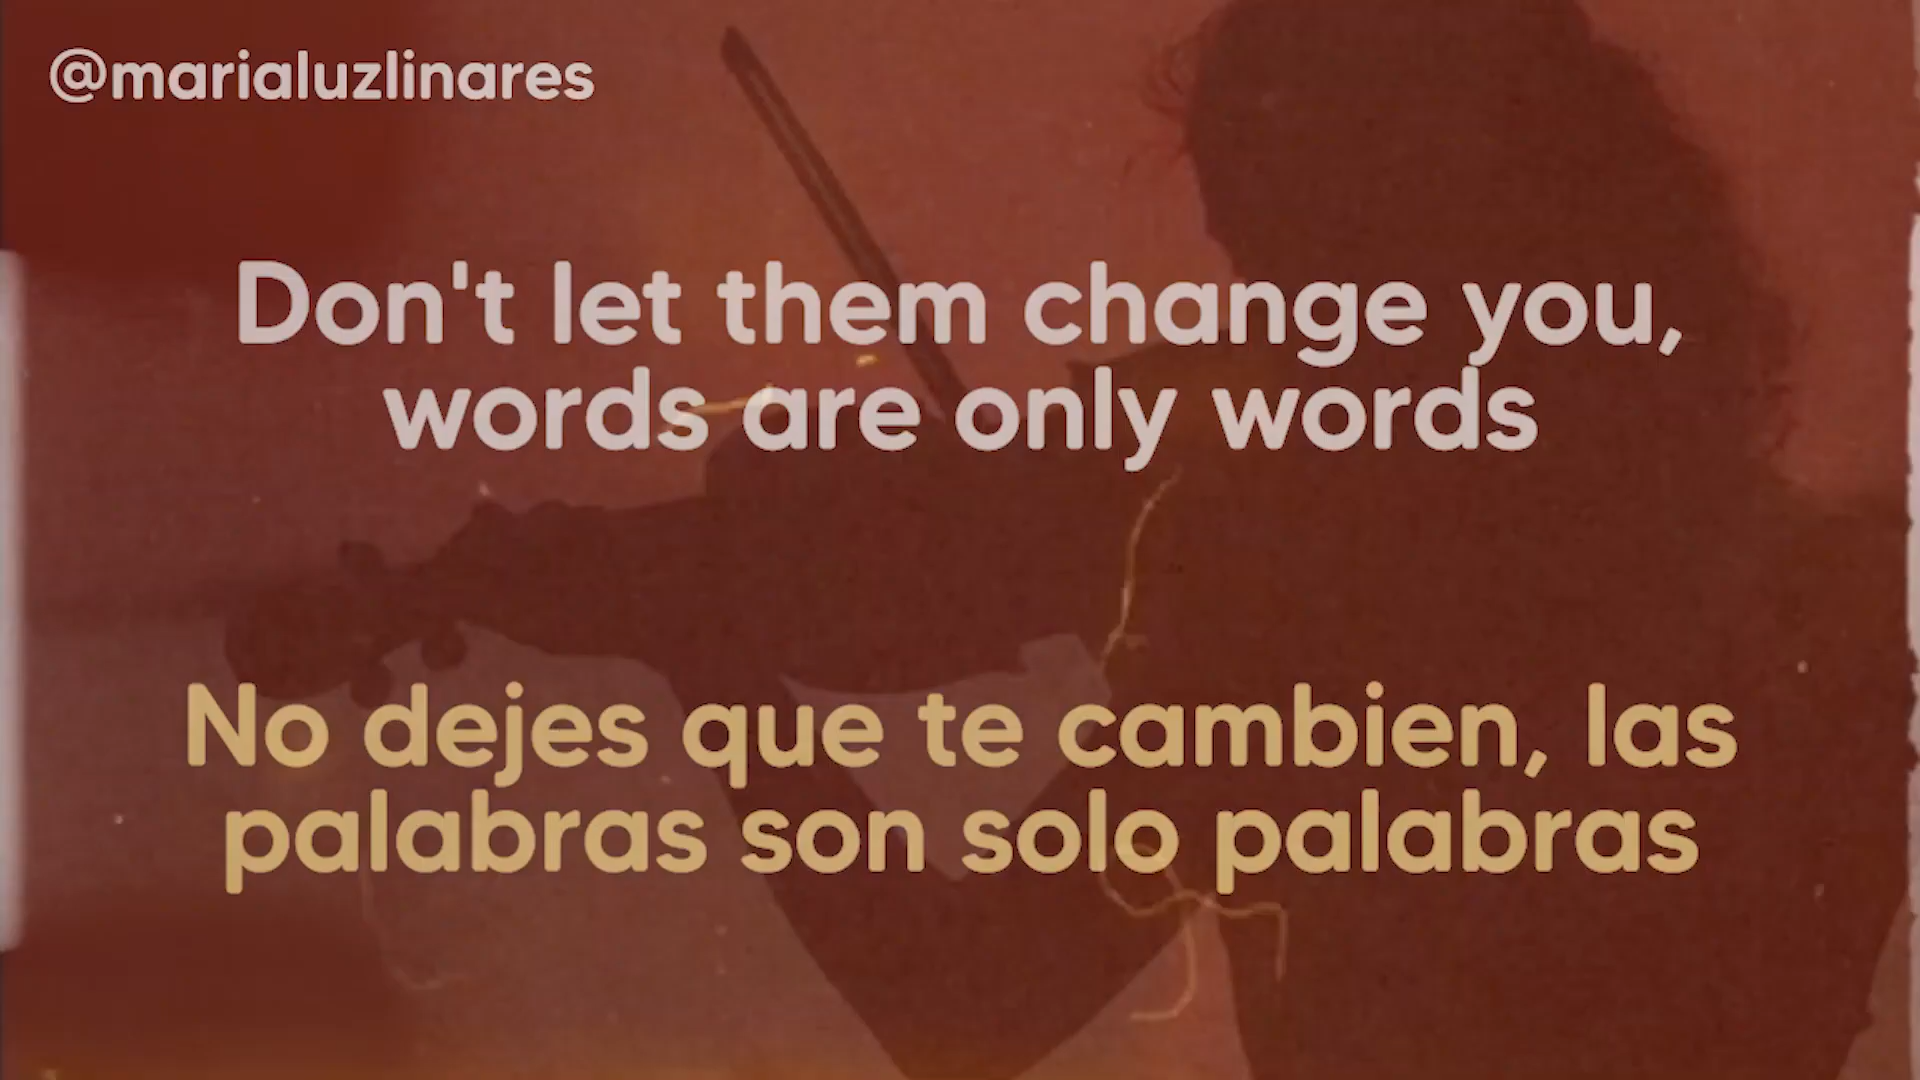 @marialuzlinares
Don't let them change you,
words are only words
No dejes que te cambien, las
palabras son solo palabras